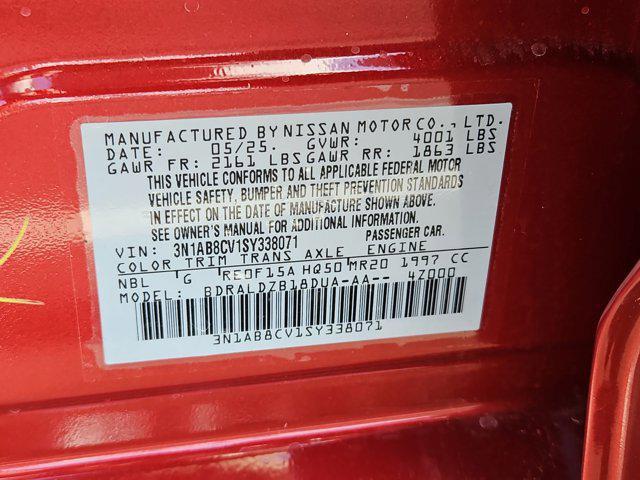 MANUFACTURED BY NISSAN MOTOR CO., LTD.
DATE: 05/25. GVWR: 4001 LBS
GAWR FR: 2161 LBS GAWR RR: 1863 LBS
THIS VEHICLE CONFORMS TO ALL APPLICABLE FEDERAL MOTOR
VEHICLE SAFETY, BUMPER AND THEFT PREVENTION STANDARDS
IN EFFECT ON THE DATE OF MANUFACTURE SHOWN ABOVE.
SEE OWNER'S MANUAL FOR ADDITIONAL INFORMATION.
VIN: 3N1AB8CV1SY338071 PASSENGER CAR.
COLOR TRIM TRANS AXLE ENGINE
NBL G RE0F15A HQ50 MR20 1997 CC
MODEL: BDRALDZB18DUA-AA-- 4Z000
3N1AB8CV1SY338071